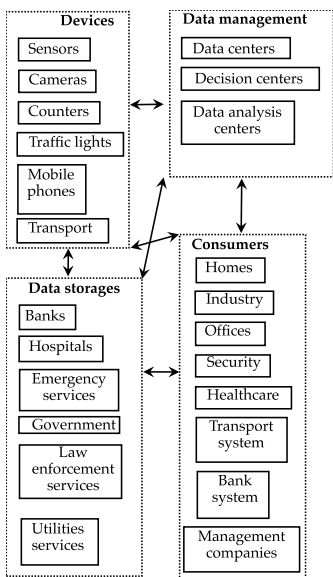 Devices
Sensors
Cameras
Counters
Traffic lights
Mobile
phones
Transport
Data management
Data centers
Decision centers
Data analysis
centers
Data storages
Banks
Hospitals
Emergency
services
Government
Law
enforcement
services
Utilities
services
Consumers
Homes
Industry
Offices
Security
Healthcare
Transport
system
Bank
system
Management
companies